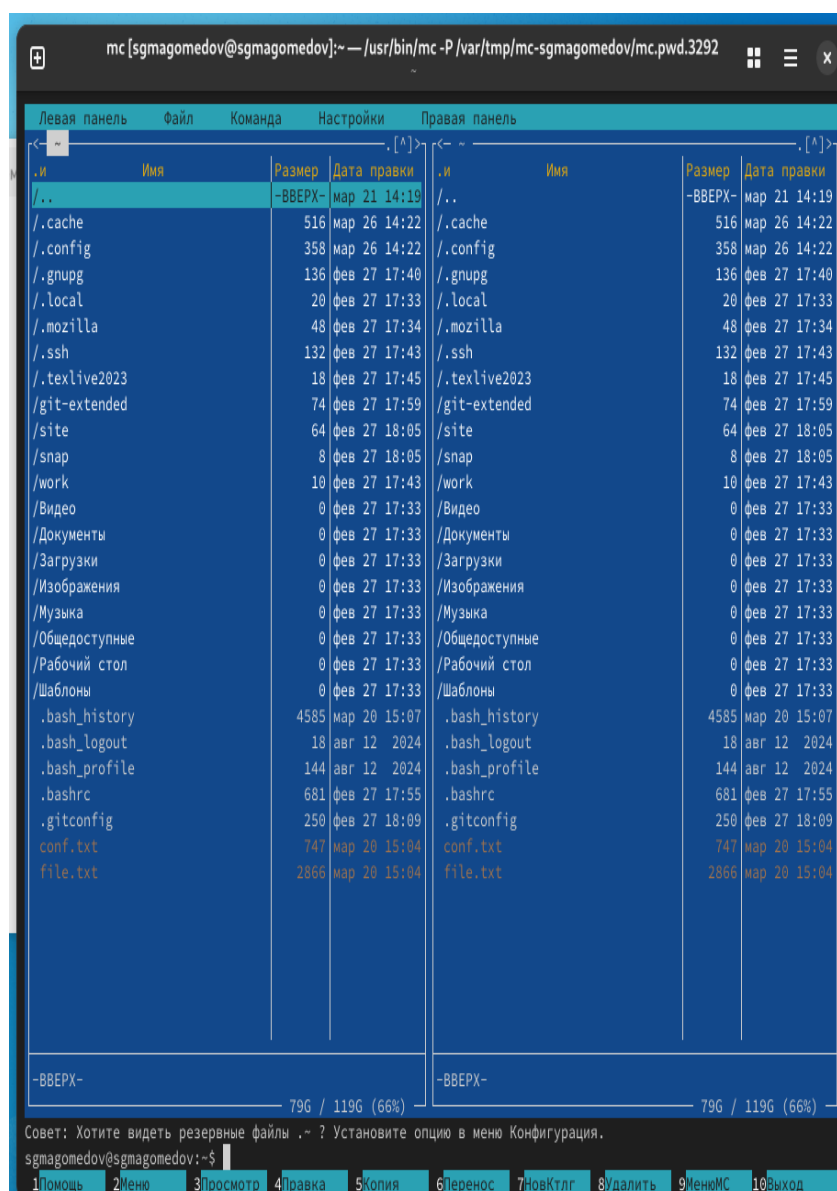 mc [sgmagomedov@sgmagomedov]:~ — /usr/bin/mc -P /var/tmp/mc-sgmagomedov/mc.pwd.3292
~
Левая панель Файл Команда Настройки Правая панель
<─ ~ .[^]> <─ ~ .[^]>
.и Имя Размер Дата правки .и Имя Размер Дата правки
/.. -ВВЕРХ- мар 21 14:19 /.. -ВВЕРХ- мар 21 14:19
/.cache 516 мар 26 14:22 /.cache 516 мар 26 14:22
/.config 358 мар 26 14:22 /.config 358 мар 26 14:22
/.gnupg 136 фев 27 17:40 /.gnupg 136 фев 27 17:40
/.local 20 фев 27 17:33 /.local 20 фев 27 17:33
/.mozilla 48 фев 27 17:34 /.mozilla 48 фев 27 17:34
/.ssh 132 фев 27 17:43 /.ssh 132 фев 27 17:43
/.texlive2023 18 фев 27 17:45 /.texlive2023 18 фев 27 17:45
/git-extended 74 фев 27 17:59 /git-extended 74 фев 27 17:59
/site 64 фев 27 18:05 /site 64 фев 27 18:05
/snap 8 фев 27 18:05 /snap 8 фев 27 18:05
/work 10 фев 27 17:43 /work 10 фев 27 17:43
/Видео 0 фев 27 17:33 /Видео 0 фев 27 17:33
/Документы 0 фев 27 17:33 /Документы 0 фев 27 17:33
/Загрузки 0 фев 27 17:33 /Загрузки 0 фев 27 17:33
/Изображения 0 фев 27 17:33 /Изображения 0 фев 27 17:33
/Музыка 0 фев 27 17:33 /Музыка 0 фев 27 17:33
/Общедоступные 0 фев 27 17:33 /Общедоступные 0 фев 27 17:33
/Рабочий стол 0 фев 27 17:33 /Рабочий стол 0 фев 27 17:33
/Шаблоны 0 фев 27 17:33 /Шаблоны 0 фев 27 17:33
.bash_history 4585 мар 20 15:07 .bash_history 4585 мар 20 15:07
.bash_logout 18 авг 12 2024 .bash_logout 18 авг 12 2024
.bash_profile 144 авг 12 2024 .bash_profile 144 авг 12 2024
.bashrc 681 фев 27 17:55 .bashrc 681 фев 27 17:55
.gitconfig 250 фев 27 18:09 .gitconfig 250 фев 27 18:09
conf.txt 747 мар 20 15:04 conf.txt 747 мар 20 15:04
file.txt 2866 мар 20 15:04 file.txt 2866 мар 20 15:04
-ВВЕРХ- -ВВЕРХ-
79G / 119G (66%) 79G / 119G (66%)
Совет: Хотите видеть резервные файлы .~ ? Установите опцию в меню Конфигурация.
sgmagomedov@sgmagomedov:~$
1Помощь 2Меню 3Просмотр 4Правка 5Копия 6Перенос 7НовКтлг 8Удалить 9МенюМС 10Выход